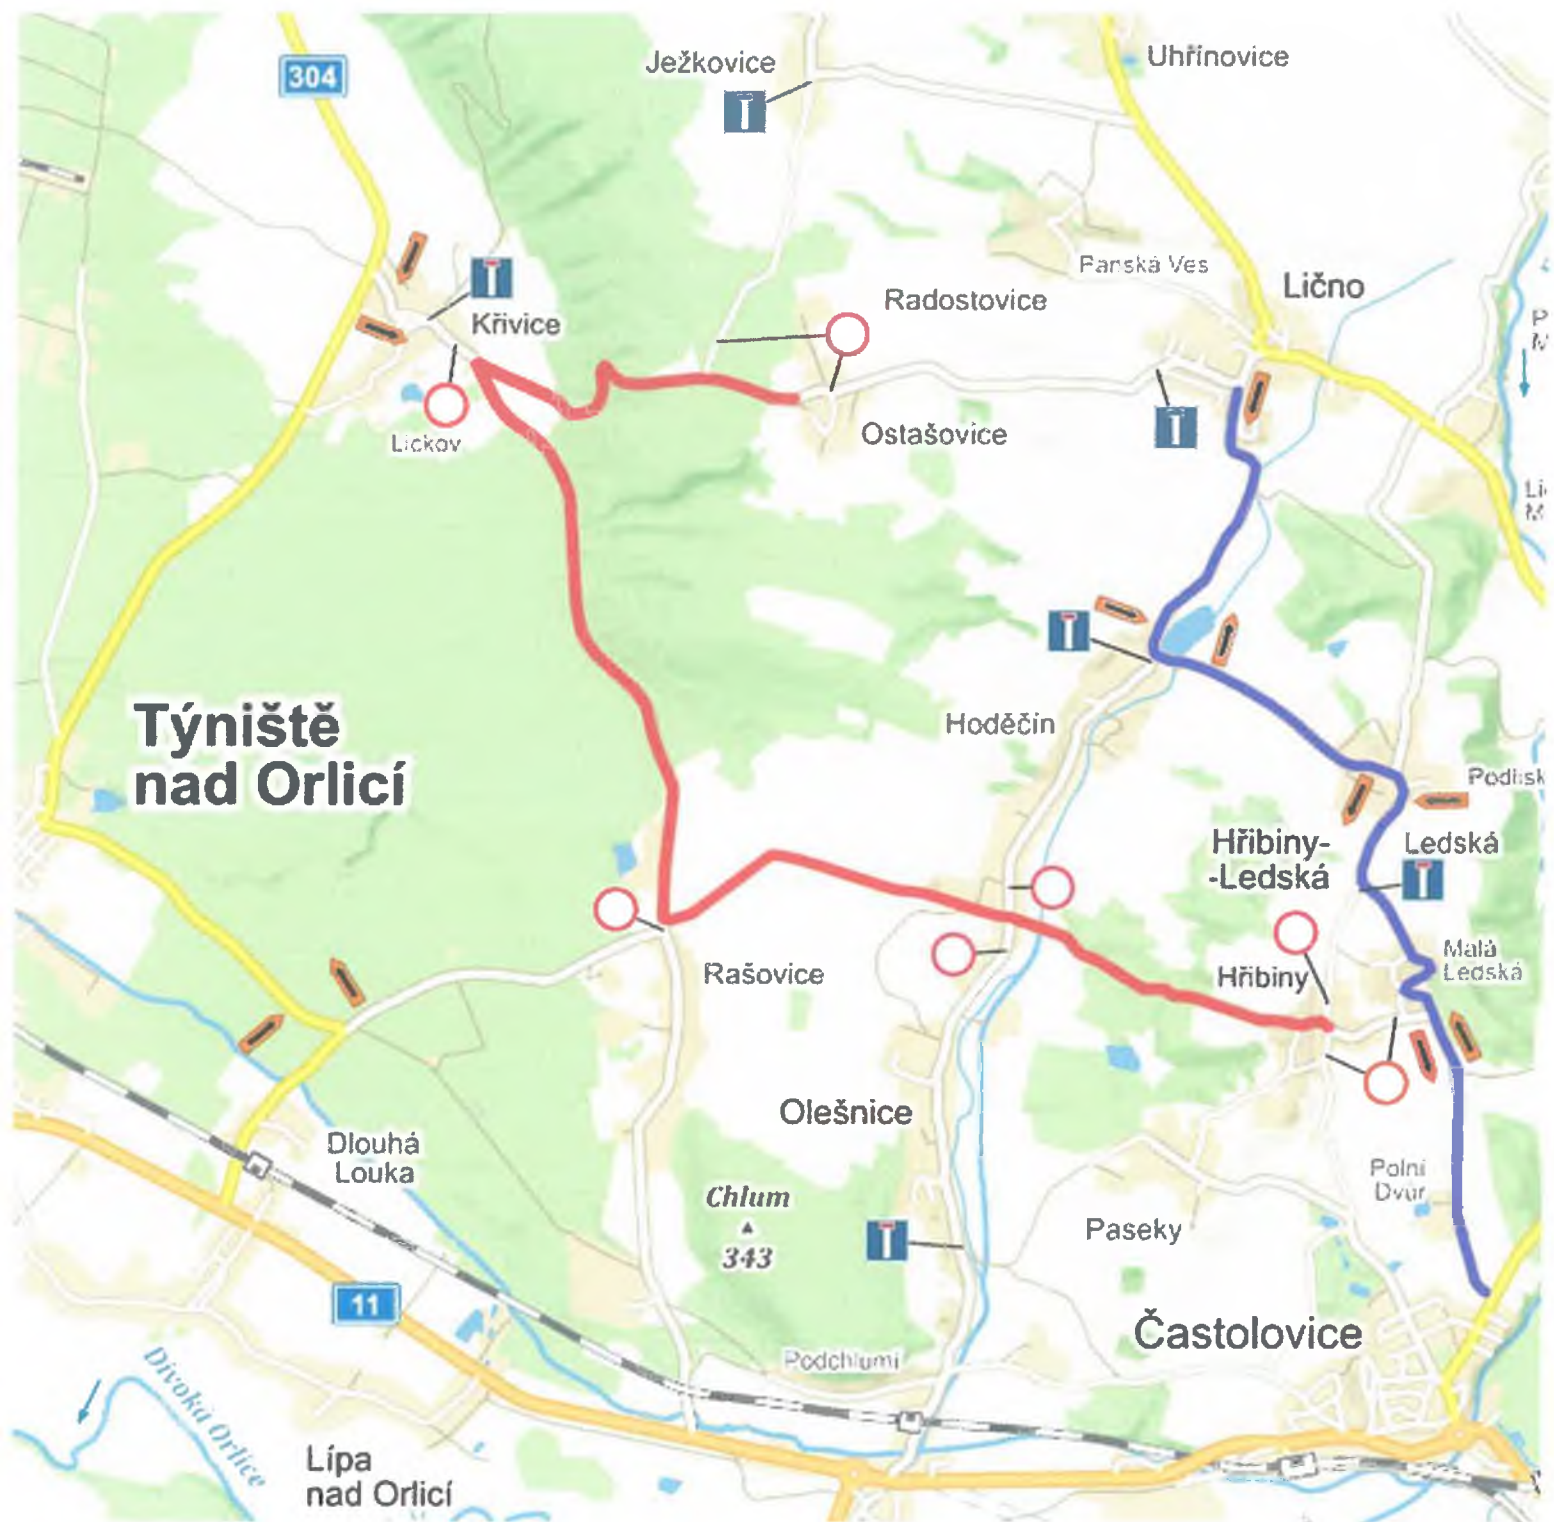 Ježkovice
Uhřínovice
304
Panská Ves
Lično
Radostovice
Křivice
Ostašovice
Lickov
Týniště
nad Orlicí
Hoděčín
Hřibiny-
-Ledská
Ledská
Malá
Ledská
Hřibiny
Rašovice
Olešnice
Dlouhá
Louka
Chlum
343
Polní
Dvůr
Paseky
11
Častolovice
Podchlumí
Divoká Orlice
Lípa
nad Orlicí